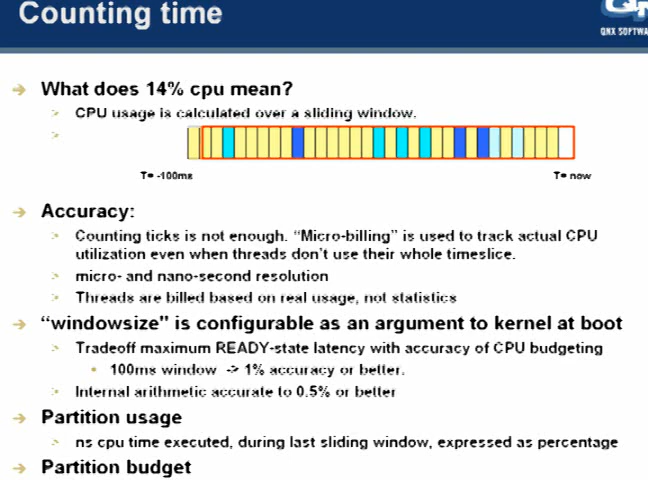 Counting time
QNX SOFTWA
What does 14% cpu mean?
CPU usage is calculated over a sliding window.
T= -100ms
T= now
Accuracy:
Counting ticks is not enough. “Micro-billing” is used to track actual CPU
utilization even when threads don’t use their whole timeslice.
micro- and nano-second resolution
Threads are billed based on real usage, not statistics
“windowsize” is configurable as an argument to kernel at boot
Tradeoff maximum READY-state latency with accuracy of CPU budgeting
100ms window -> 1% accuracy or better.
Internal arithmetic accurate to 0.5% or better
Partition usage
ns cpu time executed, during last sliding window, expressed as percentage
Partition budget